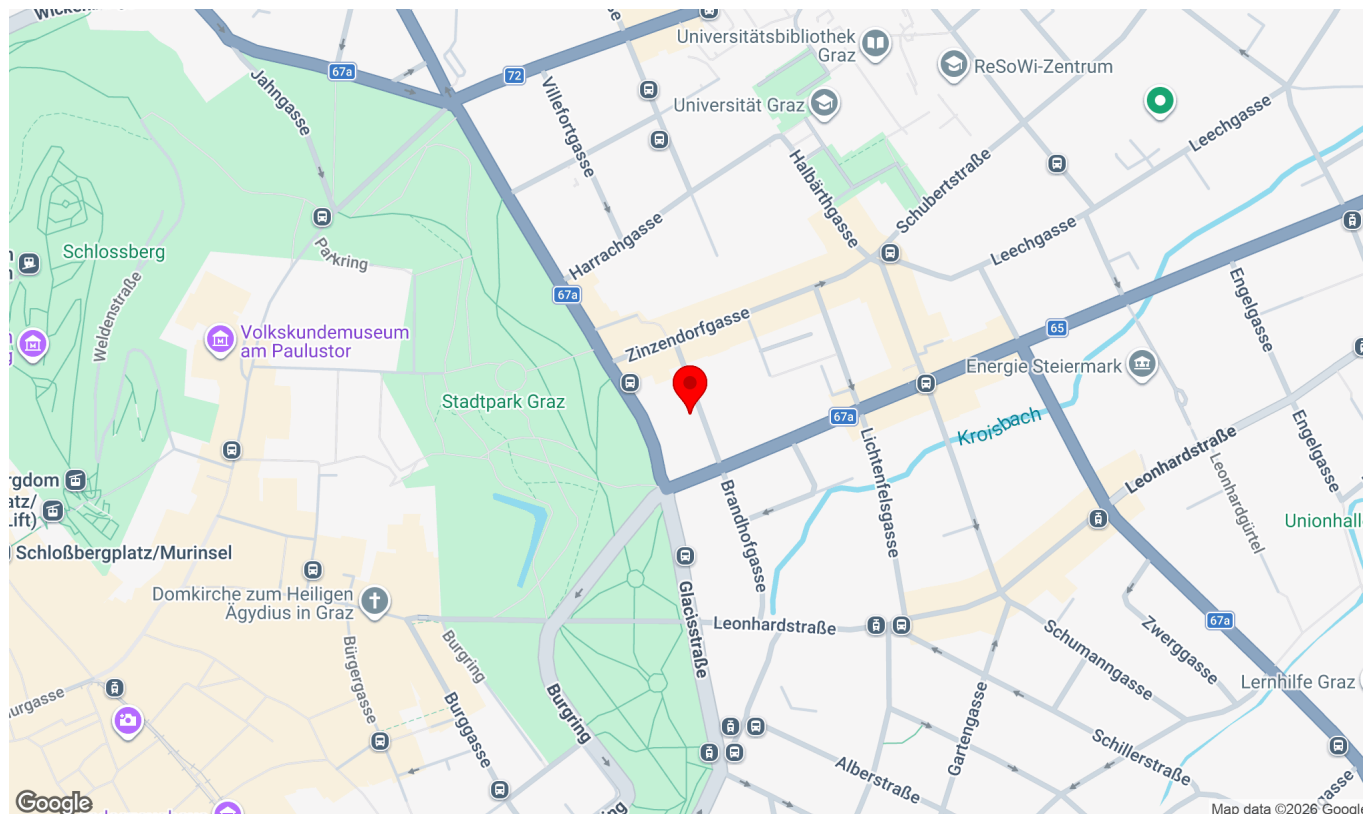 67a
72
Jahngasse
Villefortgasse
Universitätsbibliothek
Graz
ReSoWi-Zentrum
Universität Graz
Leechgasse
Halbärthgasse
Schubertstraße
Harrachgasse
Parkring
Schlossberg
Weldenstraße
Leechgasse
67a
Engelgasse
Volkskundemuseum
am Paulustor
Zinzendorfgasse
65
Energie Steiermark
Stadtpark Graz
67a
Kroisbach
Lichtenfelsgasse
Leonhardstraße
Engelgasse
Leonhardgürtel
Brandhofgasse
Schloßbergplatz/Murinsel
Lift)
Domkirche zum Heiligen
Ägydius in Graz
Glacisstraße
Leonhardstraße
67a
Bürgergasse
Burgring
Burggasse
Burgring
Schumanngasse
Zwerggasse
Lernhilfe Graz
Gartengasse
Schillerstraße
Alberstraße
Google
Map data ©2026 Google